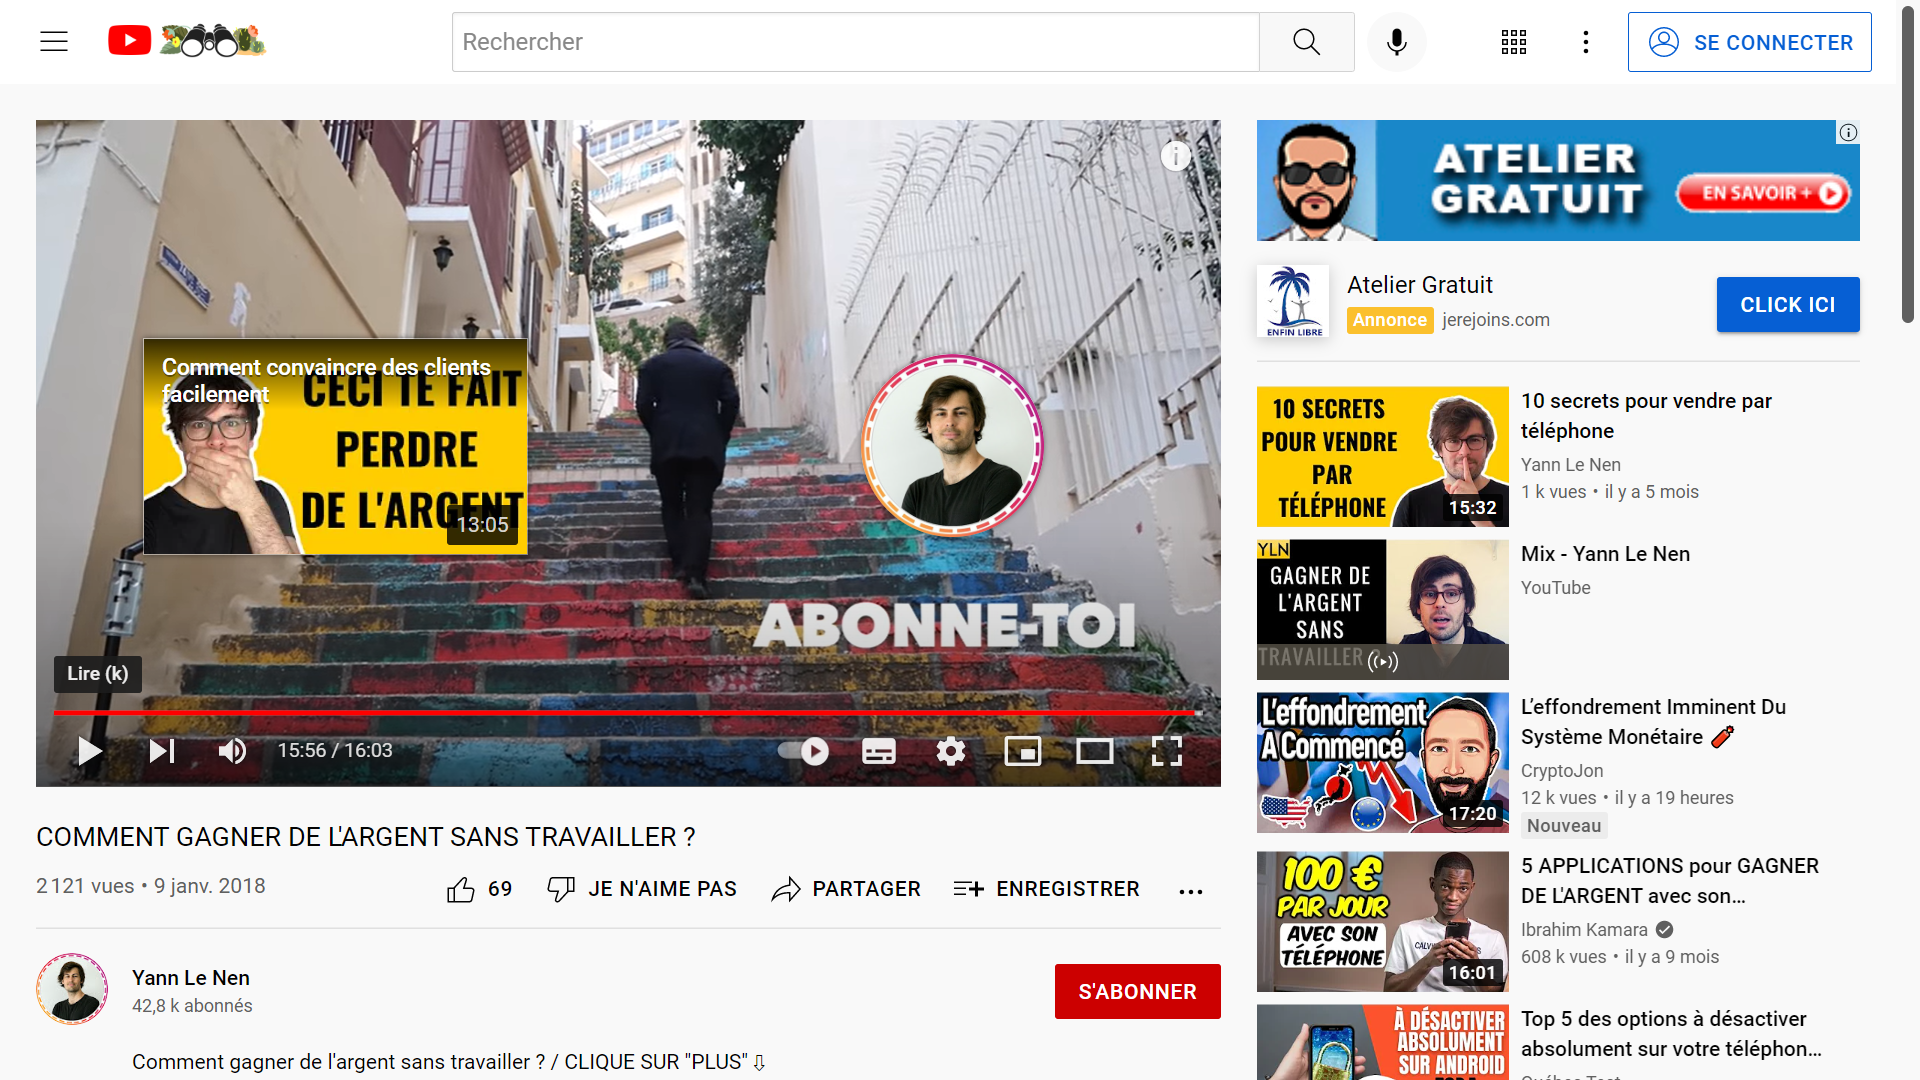 Rechercher
SE CONNECTER
Comment convaincre des clients
facilement
CECI TE FAIT
PERDRE
DE L'ARGENT
13:05
ABONNE-TOI
Lire (k)
15:56 / 16:03
COMMENT GAGNER DE L'ARGENT SANS TRAVAILLER ?
2 121 vues • 9 janv. 2018
69
JE N'AIME PAS
PARTAGER
ENREGISTRER
Yann Le Nen
42,8 k abonnés
S'ABONNER
Comment gagner de l'argent sans travailler ? / CLIQUE SUR "PLUS" ⇩
ATELIER
GRATUIT
EN SAVOIR +
ENFIN LIBRE
Atelier Gratuit
Annonce jerejoins.com
CLICK ICI
10 SECRETS
POUR VENDRE
PAR
TÉLÉPHONE
15:32
10 secrets pour vendre par
téléphone
Yann Le Nen
1 k vues • il y a 5 mois
YLN
GAGNER DE
L'ARGENT
SANS
TRAVAILLER ?
Mix - Yann Le Nen
YouTube
L'effondrement
A Commencé
17:20
L'effondrement Imminent Du
Système Monétaire 🧨
CryptoJon
12 k vues • il y a 19 heures
Nouveau
100 €
PAR JOUR
AVEC SON
TÉLÉPHONE
16:01
5 APPLICATIONS pour GAGNER
DE L'ARGENT avec son...
Ibrahim Kamara
608 k vues • il y a 9 mois
À DÉSACTIVER
ABSOLUMENT
SUR ANDROID
Top 5 des options à désactiver
absolument sur votre téléphon...